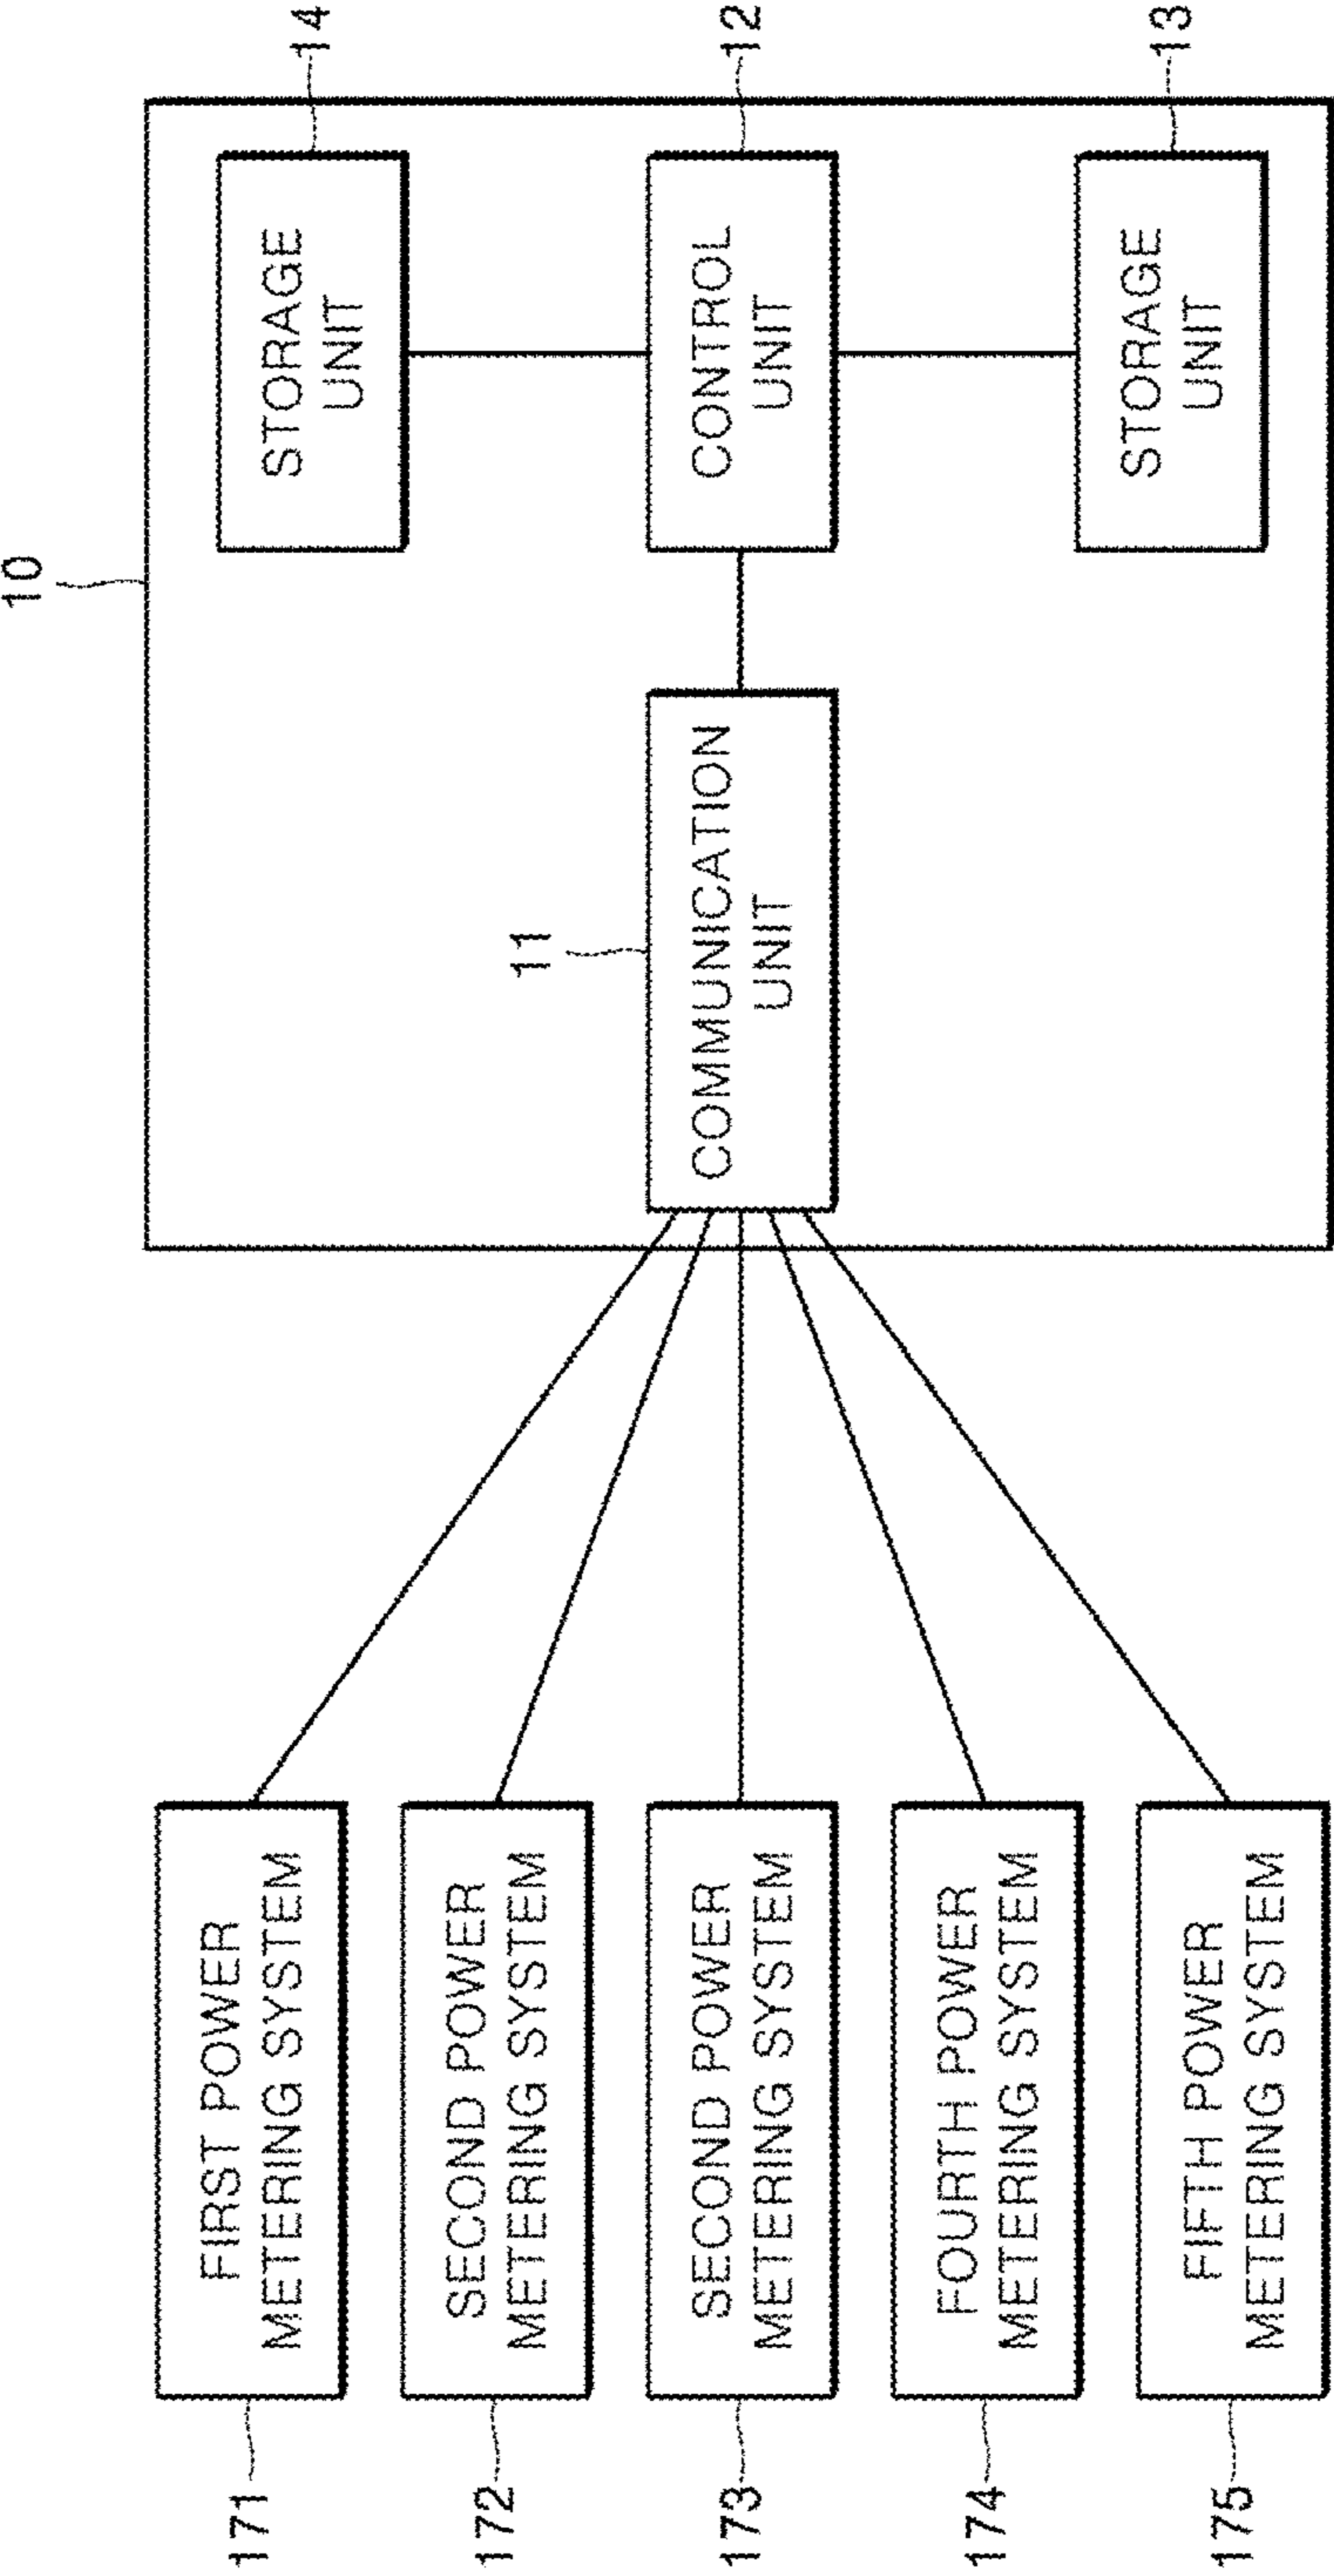 10
171
FIRST POWER
METERING SYSTEM
172
SECOND POWER
METERING SYSTEM
173
SECOND POWER
METERING SYSTEM
174
FOURTH POWER
METERING SYSTEM
175
FIFTH POWER
METERING SYSTEM
11
COMMUNICATION
UNIT
STORAGE
UNIT
14
CONTROL
UNIT
12
STORAGE
UNIT
13